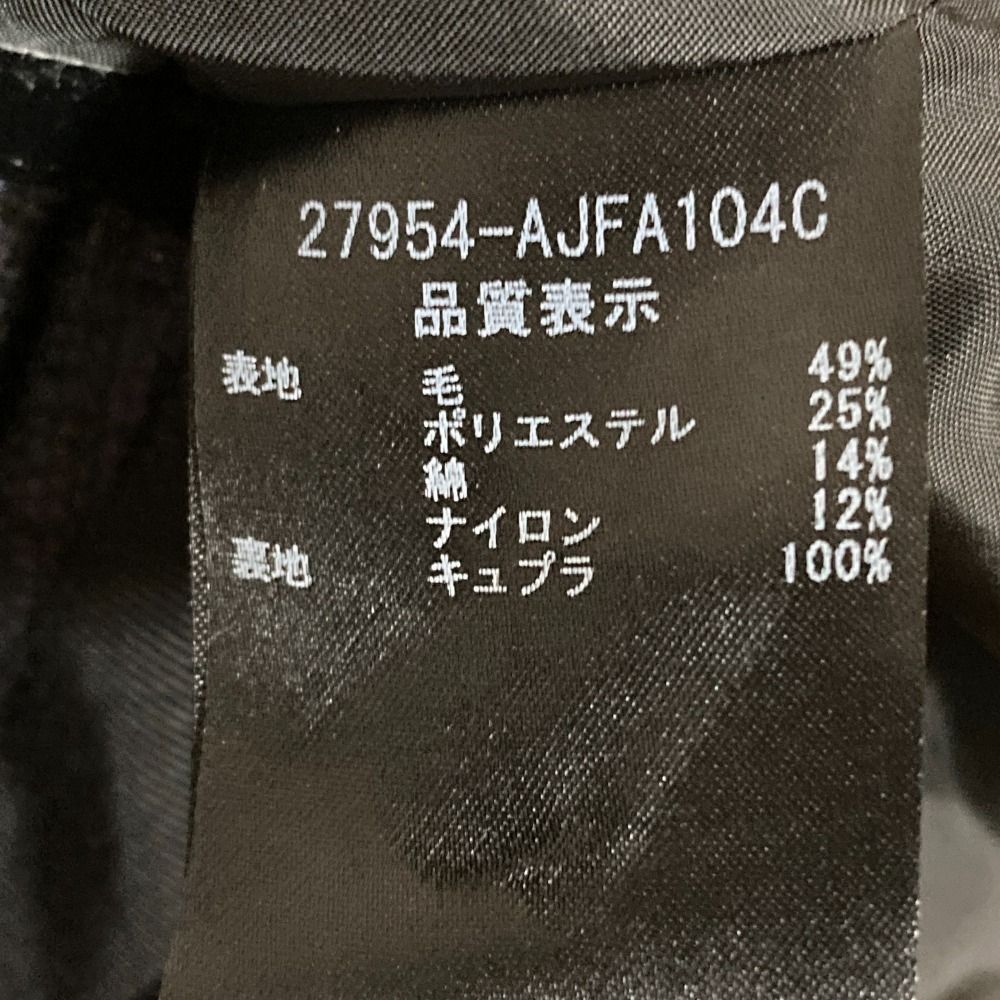 27954-AJFA104C
品質表示
表地 毛 49%
ポリエステル 25%
綿 14%
ナイロン 12%
裏地 キュプラ 100%